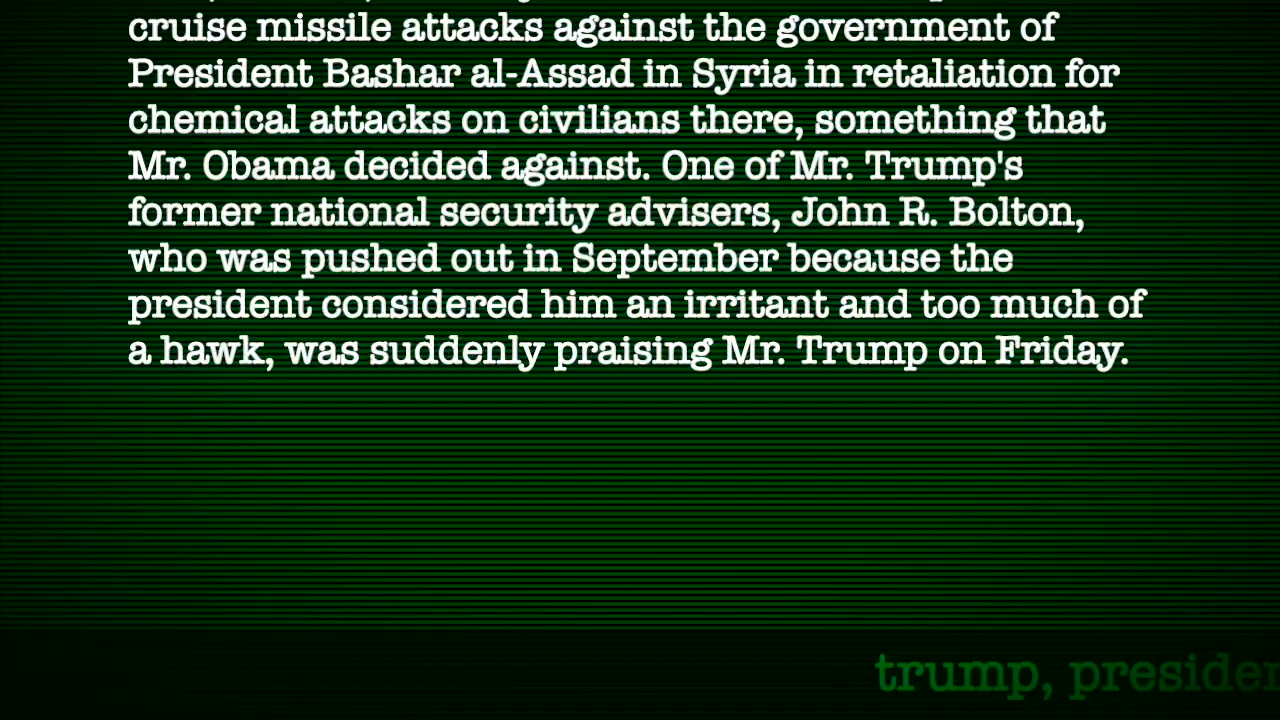 cruise missile attacks against the government of
President Bashar al-Assad in Syria in retaliation for
chemical attacks on civilians there, something that
Mr. Obama decided against. One of Mr. Trump's
former national security advisers, John R. Bolton,
who was pushed out in September because the
president considered him an irritant and too much of
a hawk, was suddenly praising Mr. Trump on Friday.
trump,